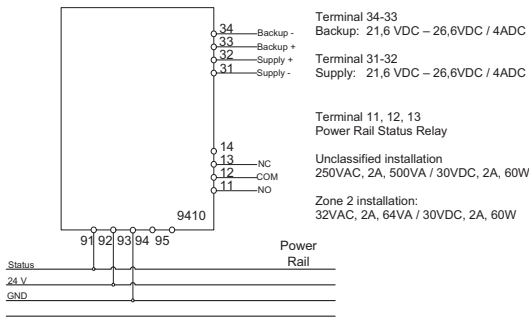 34
Backup -
33
Backup +
32
Supply +
31
Supply -
14
13
NC
12
COM
11
NO
9410
91 92 93 94 95
Power
Rail
Status
24 V
GND
Terminal 34-33
Backup: 21,6 VDC – 26,6VDC / 4ADC
Terminal 31-32
Supply: 21,6 VDC – 26,6VDC / 4ADC
Terminal 11, 12, 13
Power Rail Status Relay
Unclassified installation
250VAC, 2A, 500VA / 30VDC, 2A, 60W
Zone 2 installation:
32VAC, 2A, 64VA / 30VDC, 2A, 60W